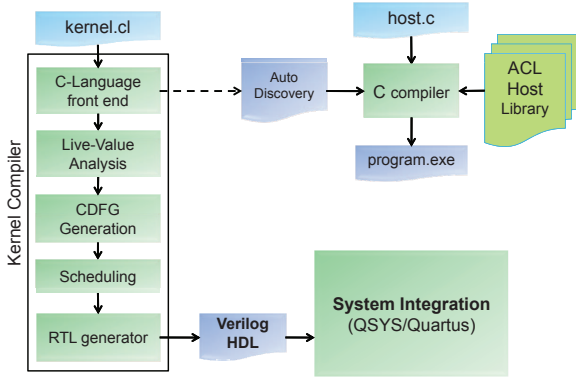 kernel.cl
host.c
C-Language
front end
Auto
Discovery
C compiler
ACL
Host
Library
Live-Value
Analysis
program.exe
CDFG
Generation
Kernel Compiler
Scheduling
System Integration
(QSYS/Quartus)
RTL generator
Verilog
HDL